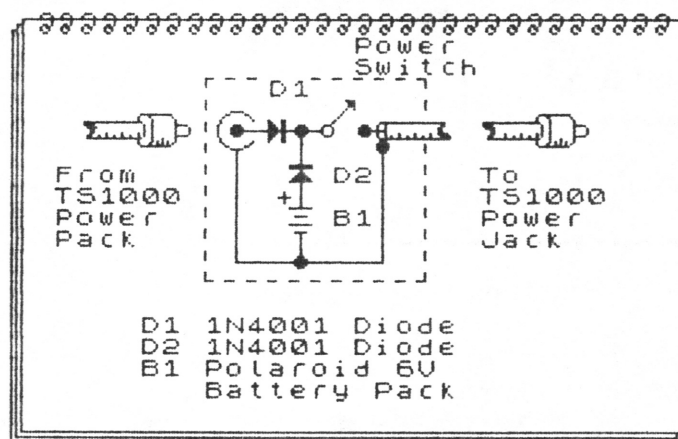 Power
Switch
D1
From
TS1000
Power
Pack
D2
+
B1
To
TS1000
Power
Jack
D1 1N4001 Diode
D2 1N4001 Diode
B1 Polaroid 6V
Battery Pack